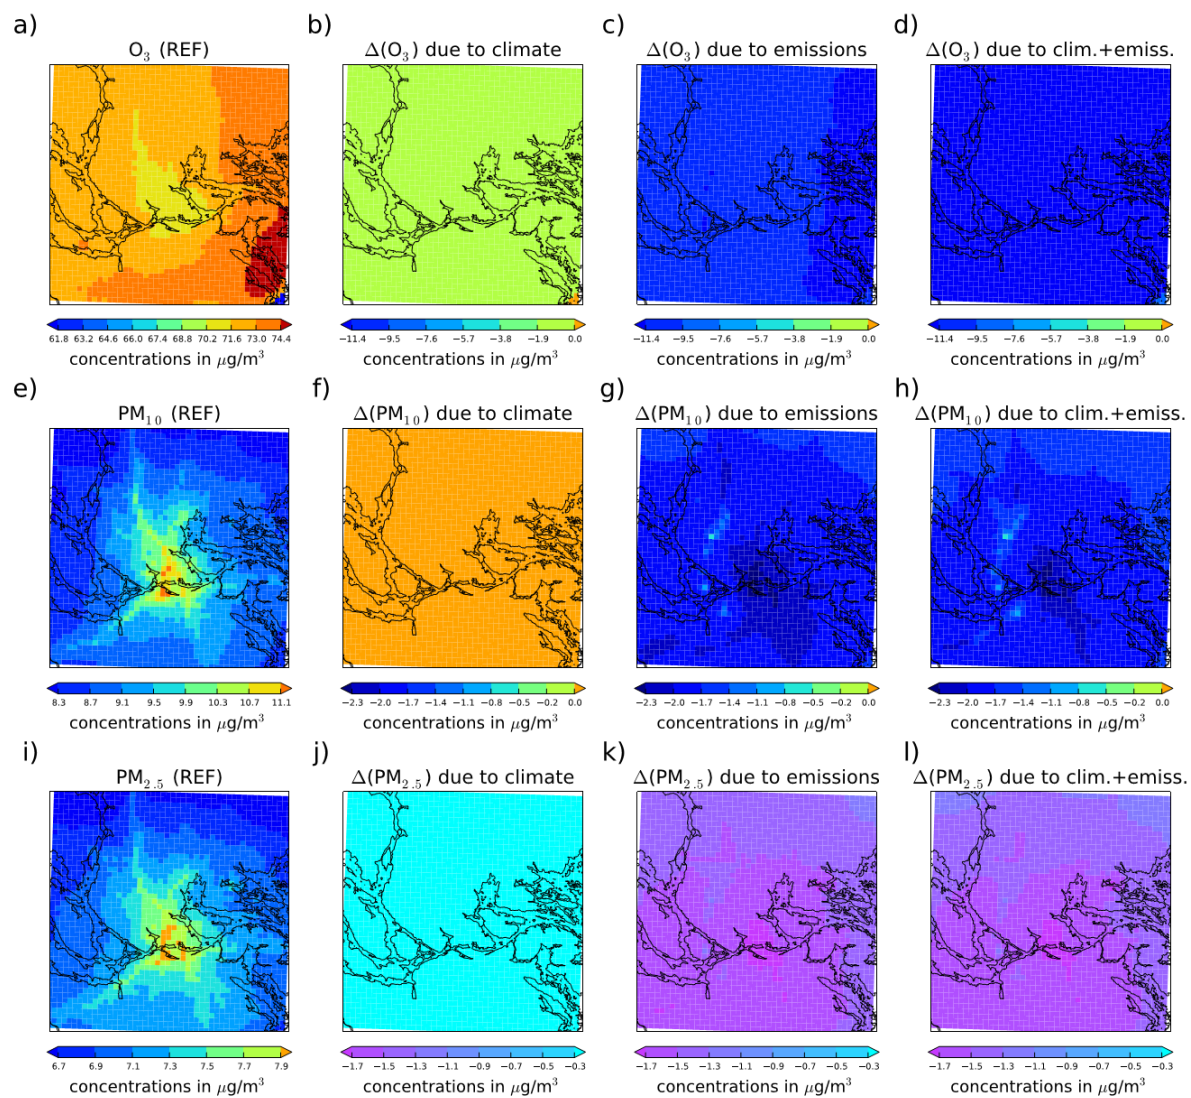 a) b) c) d)
O3 (REF) Δ(O3) due to climate Δ(O3) due to emissions Δ(O3) due to clim.+emiss.
61.8 63.2 64.6 66.0 67.4 68.8 70.2 71.6 73.0 74.4 −11.4 −9.5 −7.6 −5.7 −3.8 −1.9 0.0 −11.4 −9.5 −7.6 −5.7 −3.8 −1.9 0.0 −11.4 −9.5 −7.6 −5.7 −3.8 −1.9 0.0
concentrations in μg/m³ concentrations in μg/m³ concentrations in μg/m³ concentrations in μg/m³
e) f) g) h)
PM10 (REF) Δ(PM10) due to climate Δ(PM10) due to emissions Δ(PM10) due to clim.+emiss.
8.3 8.7 9.1 9.5 9.9 10.3 10.7 11.1 −2.3 −2.0 −1.7 −1.4 −1.1 −0.8 −0.5 −0.2 0.0 −2.3 −2.0 −1.7 −1.4 −1.1 −0.8 −0.5 −0.2 0.0 −2.3 −2.0 −1.7 −1.4 −1.1 −0.8 −0.5 −0.2 0.0
concentrations in μg/m³ concentrations in μg/m³ concentrations in μg/m³ concentrations in μg/m³
i) j) k) l)
PM2.5 (REF) Δ(PM2.5) due to climate Δ(PM2.5) due to emissions Δ(PM2.5) due to clim.+emiss.
6.7 6.9 7.1 7.3 7.5 7.7 7.9 −1.7 −1.5 −1.3 −1.1 −0.9 −0.7 −0.5 −0.3 −1.7 −1.5 −1.3 −1.1 −0.9 −0.7 −0.5 −0.3 −1.7 −1.5 −1.3 −1.1 −0.9 −0.7 −0.5 −0.3
concentrations in μg/m³ concentrations in μg/m³ concentrations in μg/m³ concentrations in μg/m³